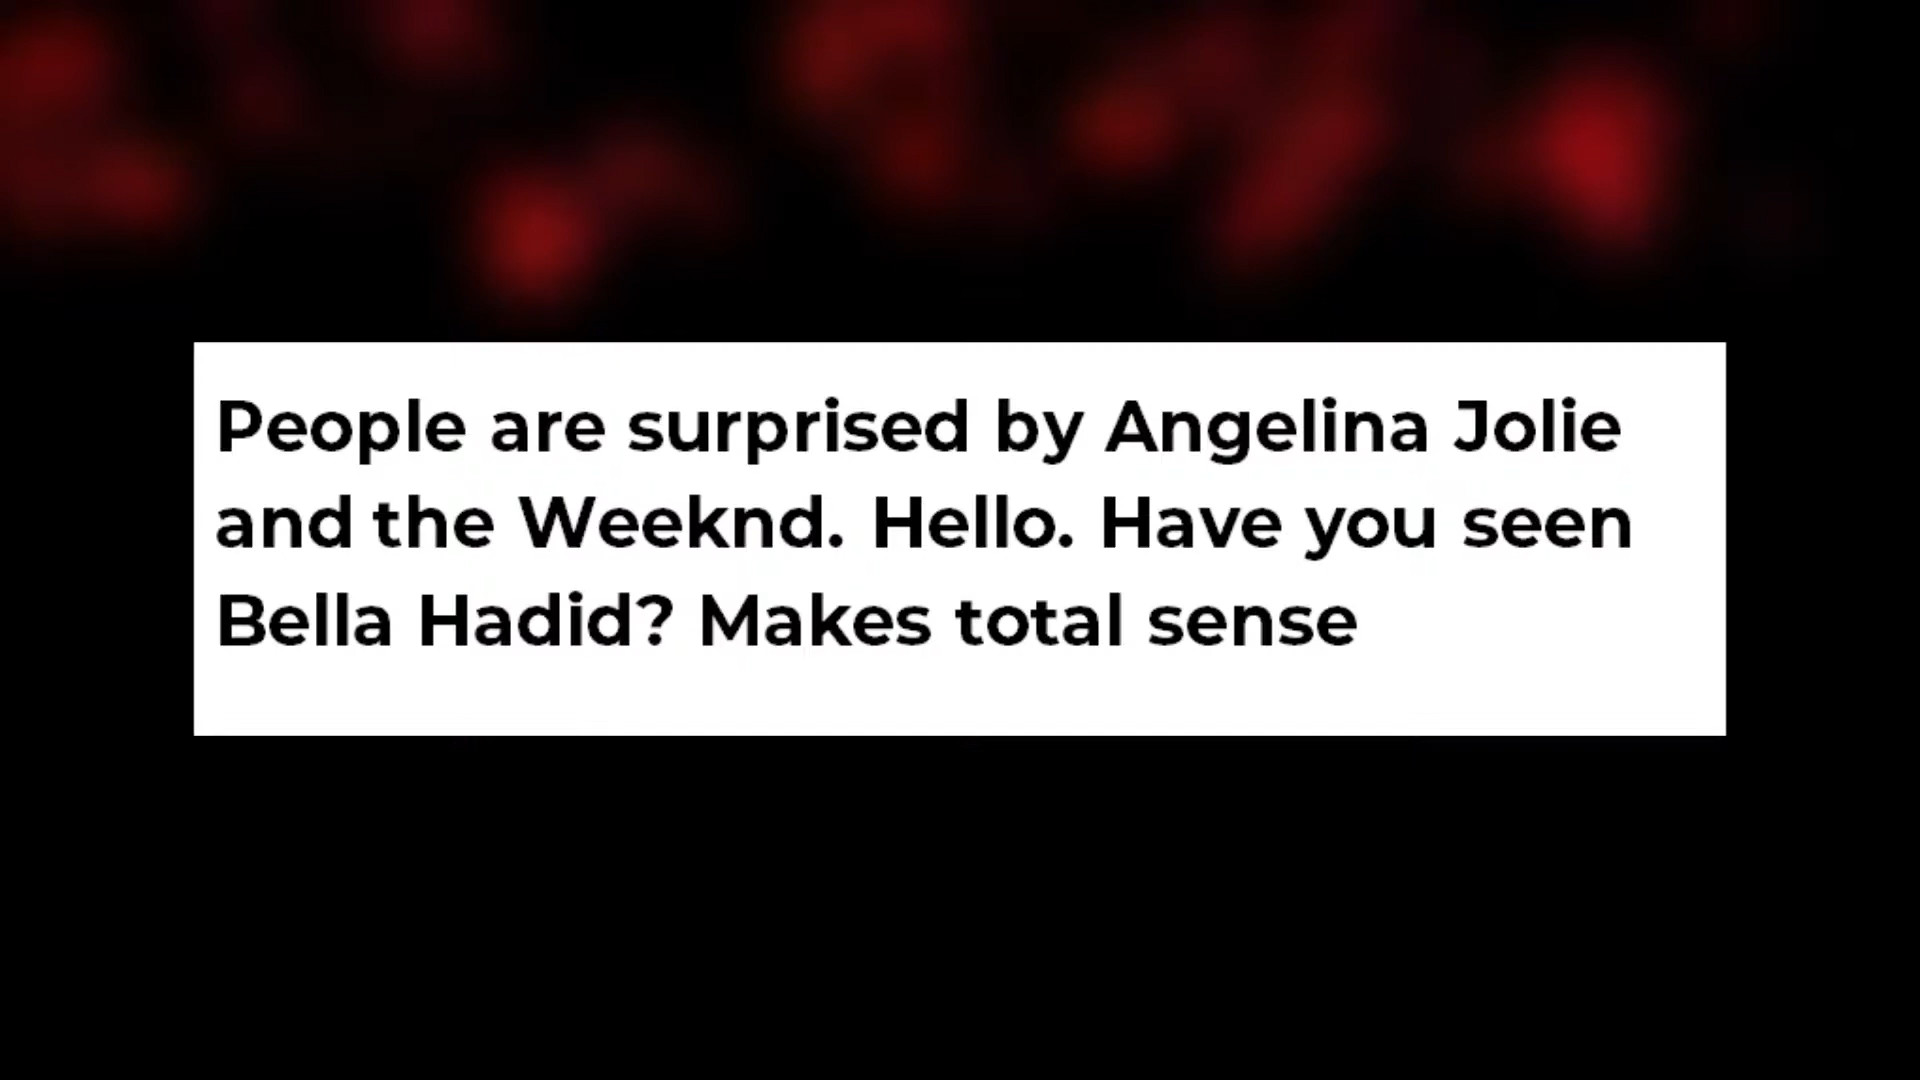 People are surprised by Angelina Jolie
and the Weeknd. Hello. Have you seen
Bella Hadid? Makes total sense